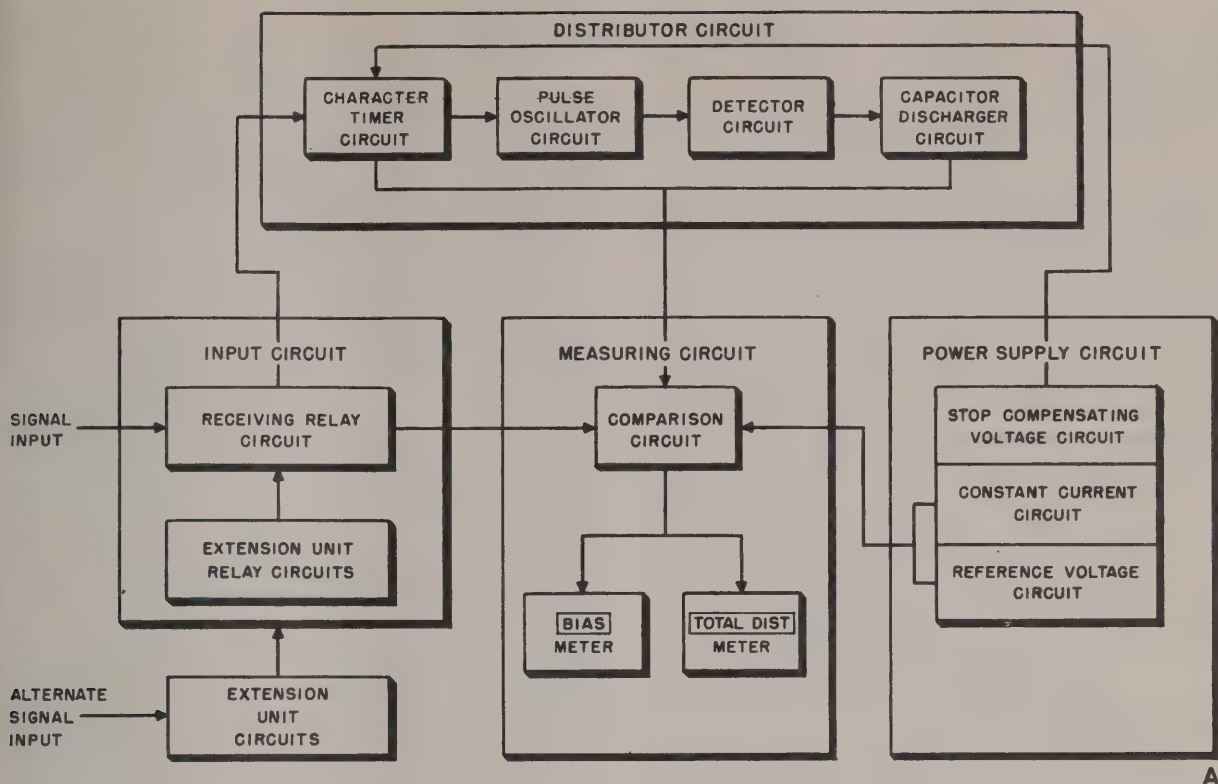 DISTRIBUTOR CIRCUIT
CHARACTER
TIMER
CIRCUIT
PULSE
OSCILLATOR
CIRCUIT
DETECTOR
CIRCUIT
CAPACITOR
DISCHARGER
CIRCUIT
INPUT CIRCUIT
RECEIVING RELAY
CIRCUIT
EXTENSION UNIT
RELAY CIRCUITS
SIGNAL
INPUT
MEASURING CIRCUIT
COMPARISON
CIRCUIT
BIAS
METER
TOTAL DIST
METER
POWER SUPPLY CIRCUIT
STOP COMPENSATING
VOLTAGE CIRCUIT
CONSTANT CURRENT
CIRCUIT
REFERENCE VOLTAGE
CIRCUIT
ALTERNATE
SIGNAL
INPUT
EXTENSION
UNIT
CIRCUITS
A